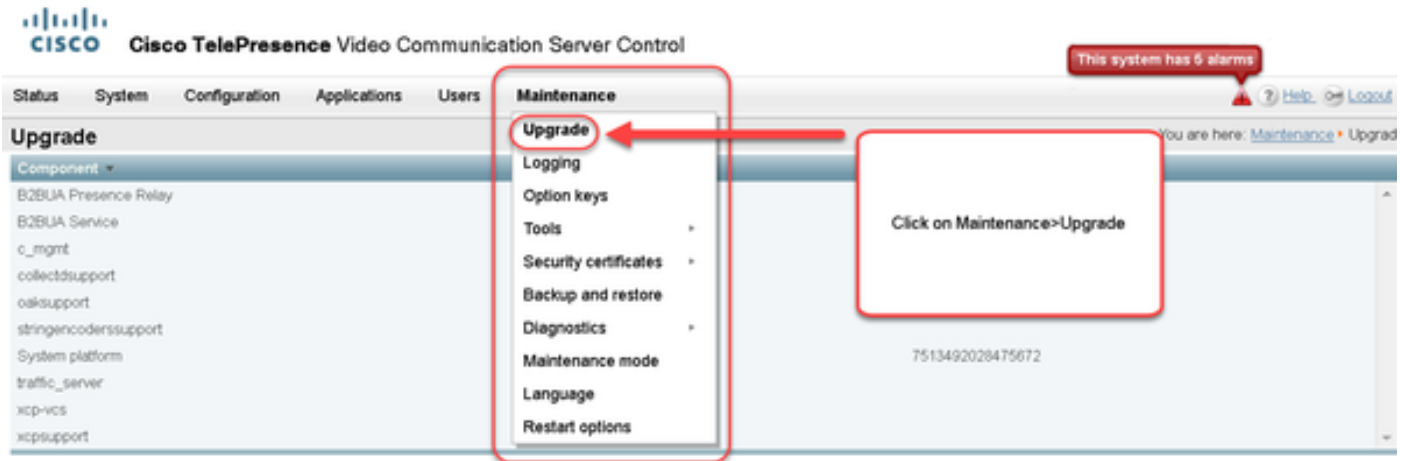 CISCO Cisco TelePresence Video Communication Server Control
This system has 6 alarms
Status System Configuration Applications Users Maintenance Help Logout
Upgrade You are here: Maintenance Upgrad
Component
B2BUA Presence Relay
B2BUA Service
c_mgmt
collectdsupport
oaksupport
stringencoderssupport
System platform 7513492028475672
traffic_server
xcp-vcs
xcpsupport
Upgrade
Logging
Option keys
Tools
Security certificates
Backup and restore
Diagnostics
Maintenance mode
Language
Restart options
Click on Maintenance>Upgrade